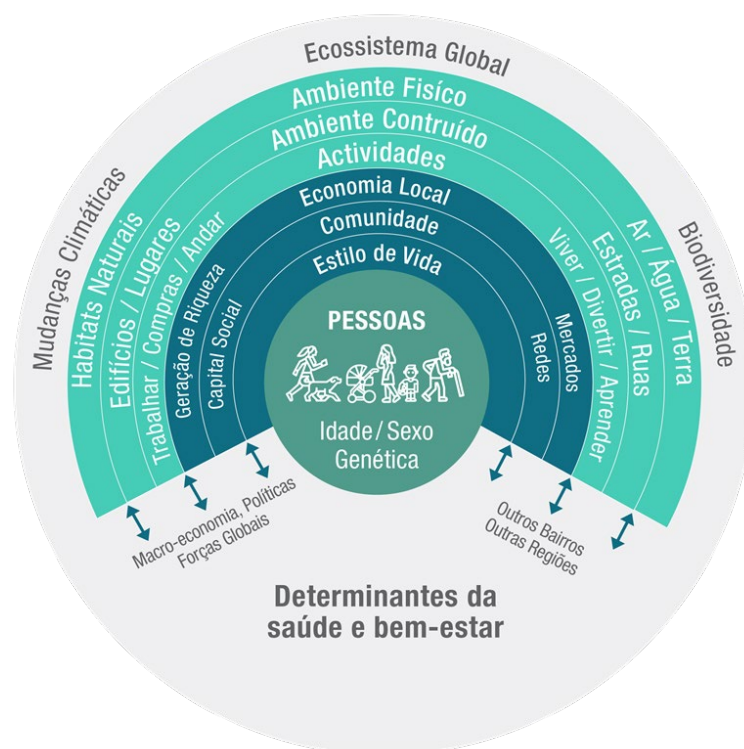 Ecossistema Global
Mudanças Climáticas
Biodiversidade
Ambiente Fisíco
Habitats Naturais
Ar / Água / Terra
Ambiente Contruído
Edifícios / Lugares
Estradas / Ruas
Actividades
Trabalhar / Compras / Andar
Viver / Divertir / Aprender
Economia Local
Geração de Riqueza
Mercados
Comunidade
Capital Social
Redes
Estilo de Vida
PESSOAS
Idade / Sexo
Genética
Macro-economia, Políticas
Forças Globais
Outros Bairros
Outras Regiões
Determinantes da
saúde e bem-estar